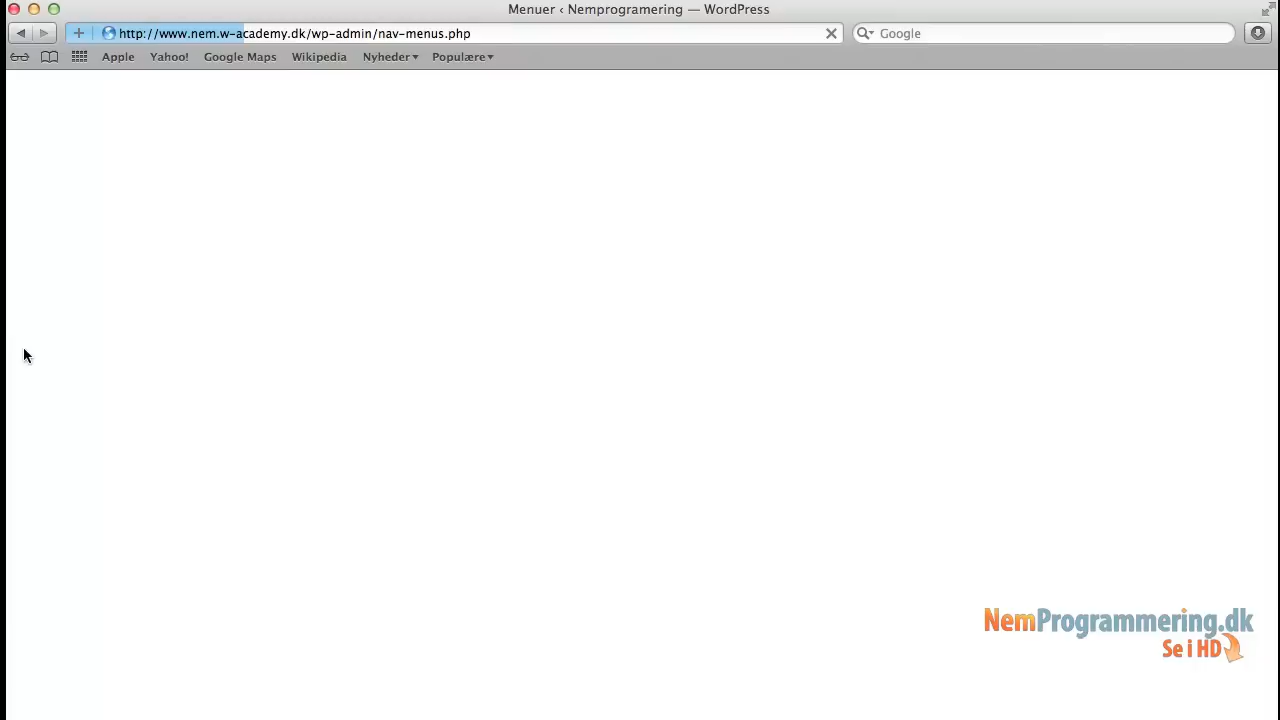 Menuer ‹ Nemprogramering — WordPress
http://www.nem.w-academy.dk/wp-admin/nav-menus.php
Google
Apple Yahoo! Google Maps Wikipedia Nyheder Populære
NemProgrammering.dk
Se i HD